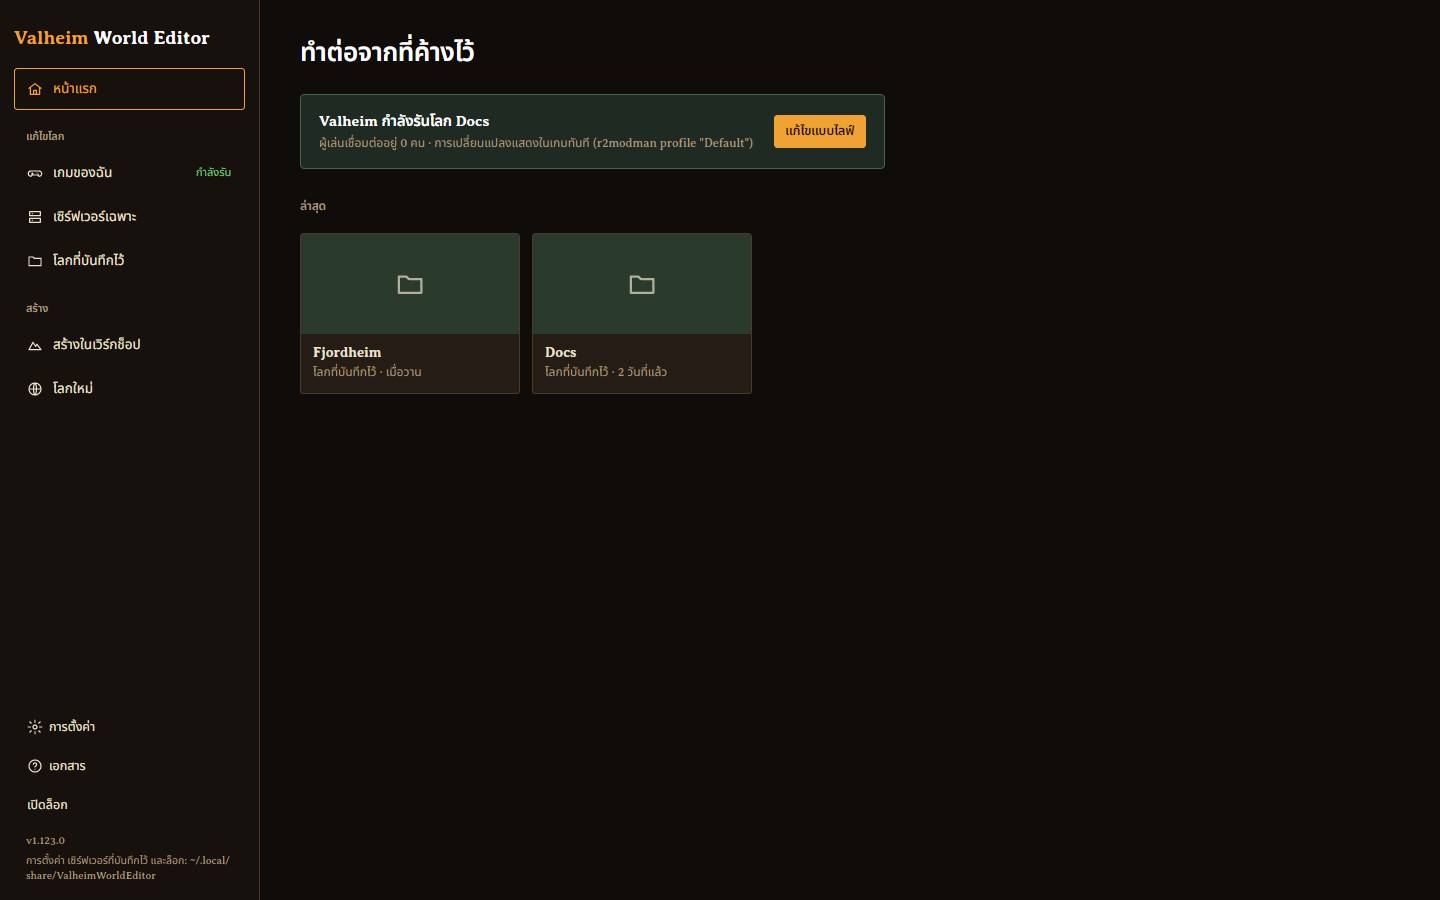 Valheim World Editor
หน้าแรก
แก้ไขโลก
เกมของฉัน
กำลังรัน
เซิร์ฟเวอร์เฉพาะ
โลกที่บันทึกไว้
สร้าง
สร้างในเวิร์กช็อป
โลกใหม่
การตั้งค่า
เอกสาร
เปิดล็อก
v1.123.0
การตั้งค่า เซิร์ฟเวอร์ที่บันทึกไว้ และล็อก: ~/.local/
share/ValheimWorldEditor
ทำต่อจากที่ค้างไว้
Valheim กำลังรันโลก Docs
ผู้เล่นเชื่อมต่ออยู่ 0 คน · การเปลี่ยนแปลงแสดงในเกมทันที (r2modman profile "Default")
แก้ไขแบบไลฟ์
ล่าสุด
Fjordheim
โลกที่บันทึกไว้ · เมื่อวาน
Docs
โลกที่บันทึกไว้ · 2 วันที่แล้ว